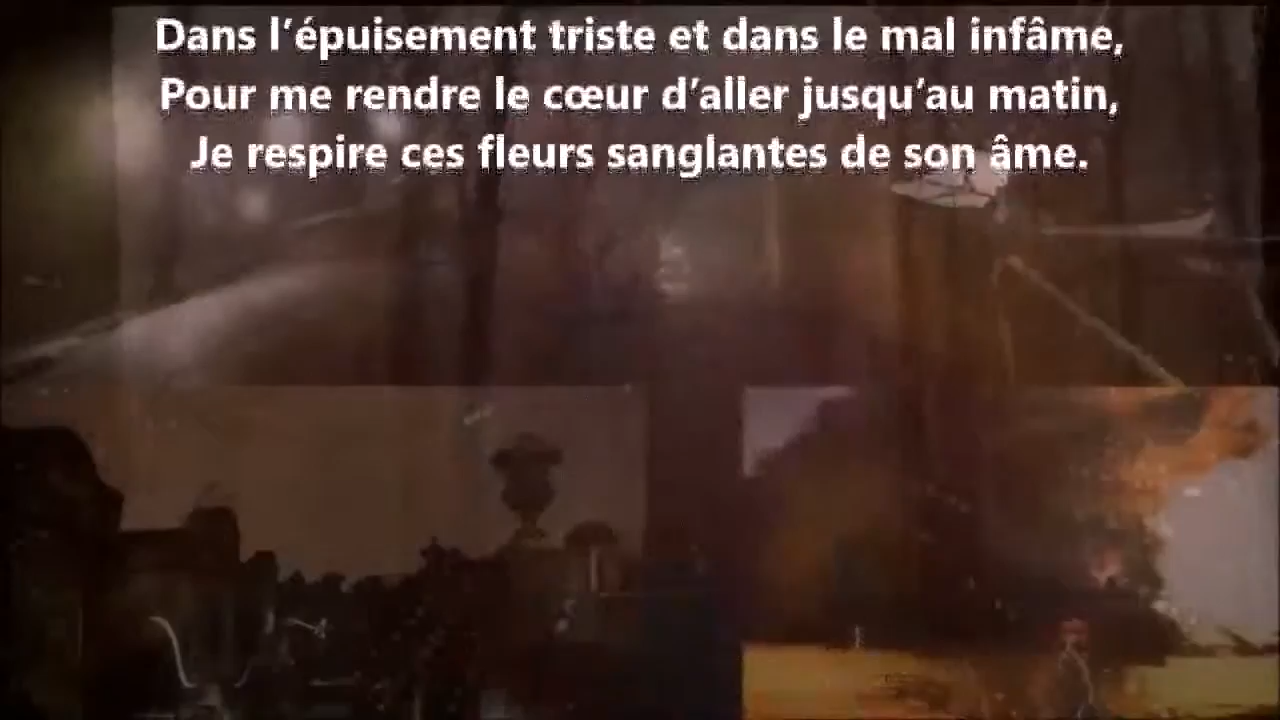 Dans l’épuisement triste et dans le mal infâme,
Pour me rendre le cœur d’aller jusqu’au matin,
Je respire ces fleurs sanglantes de son âme.